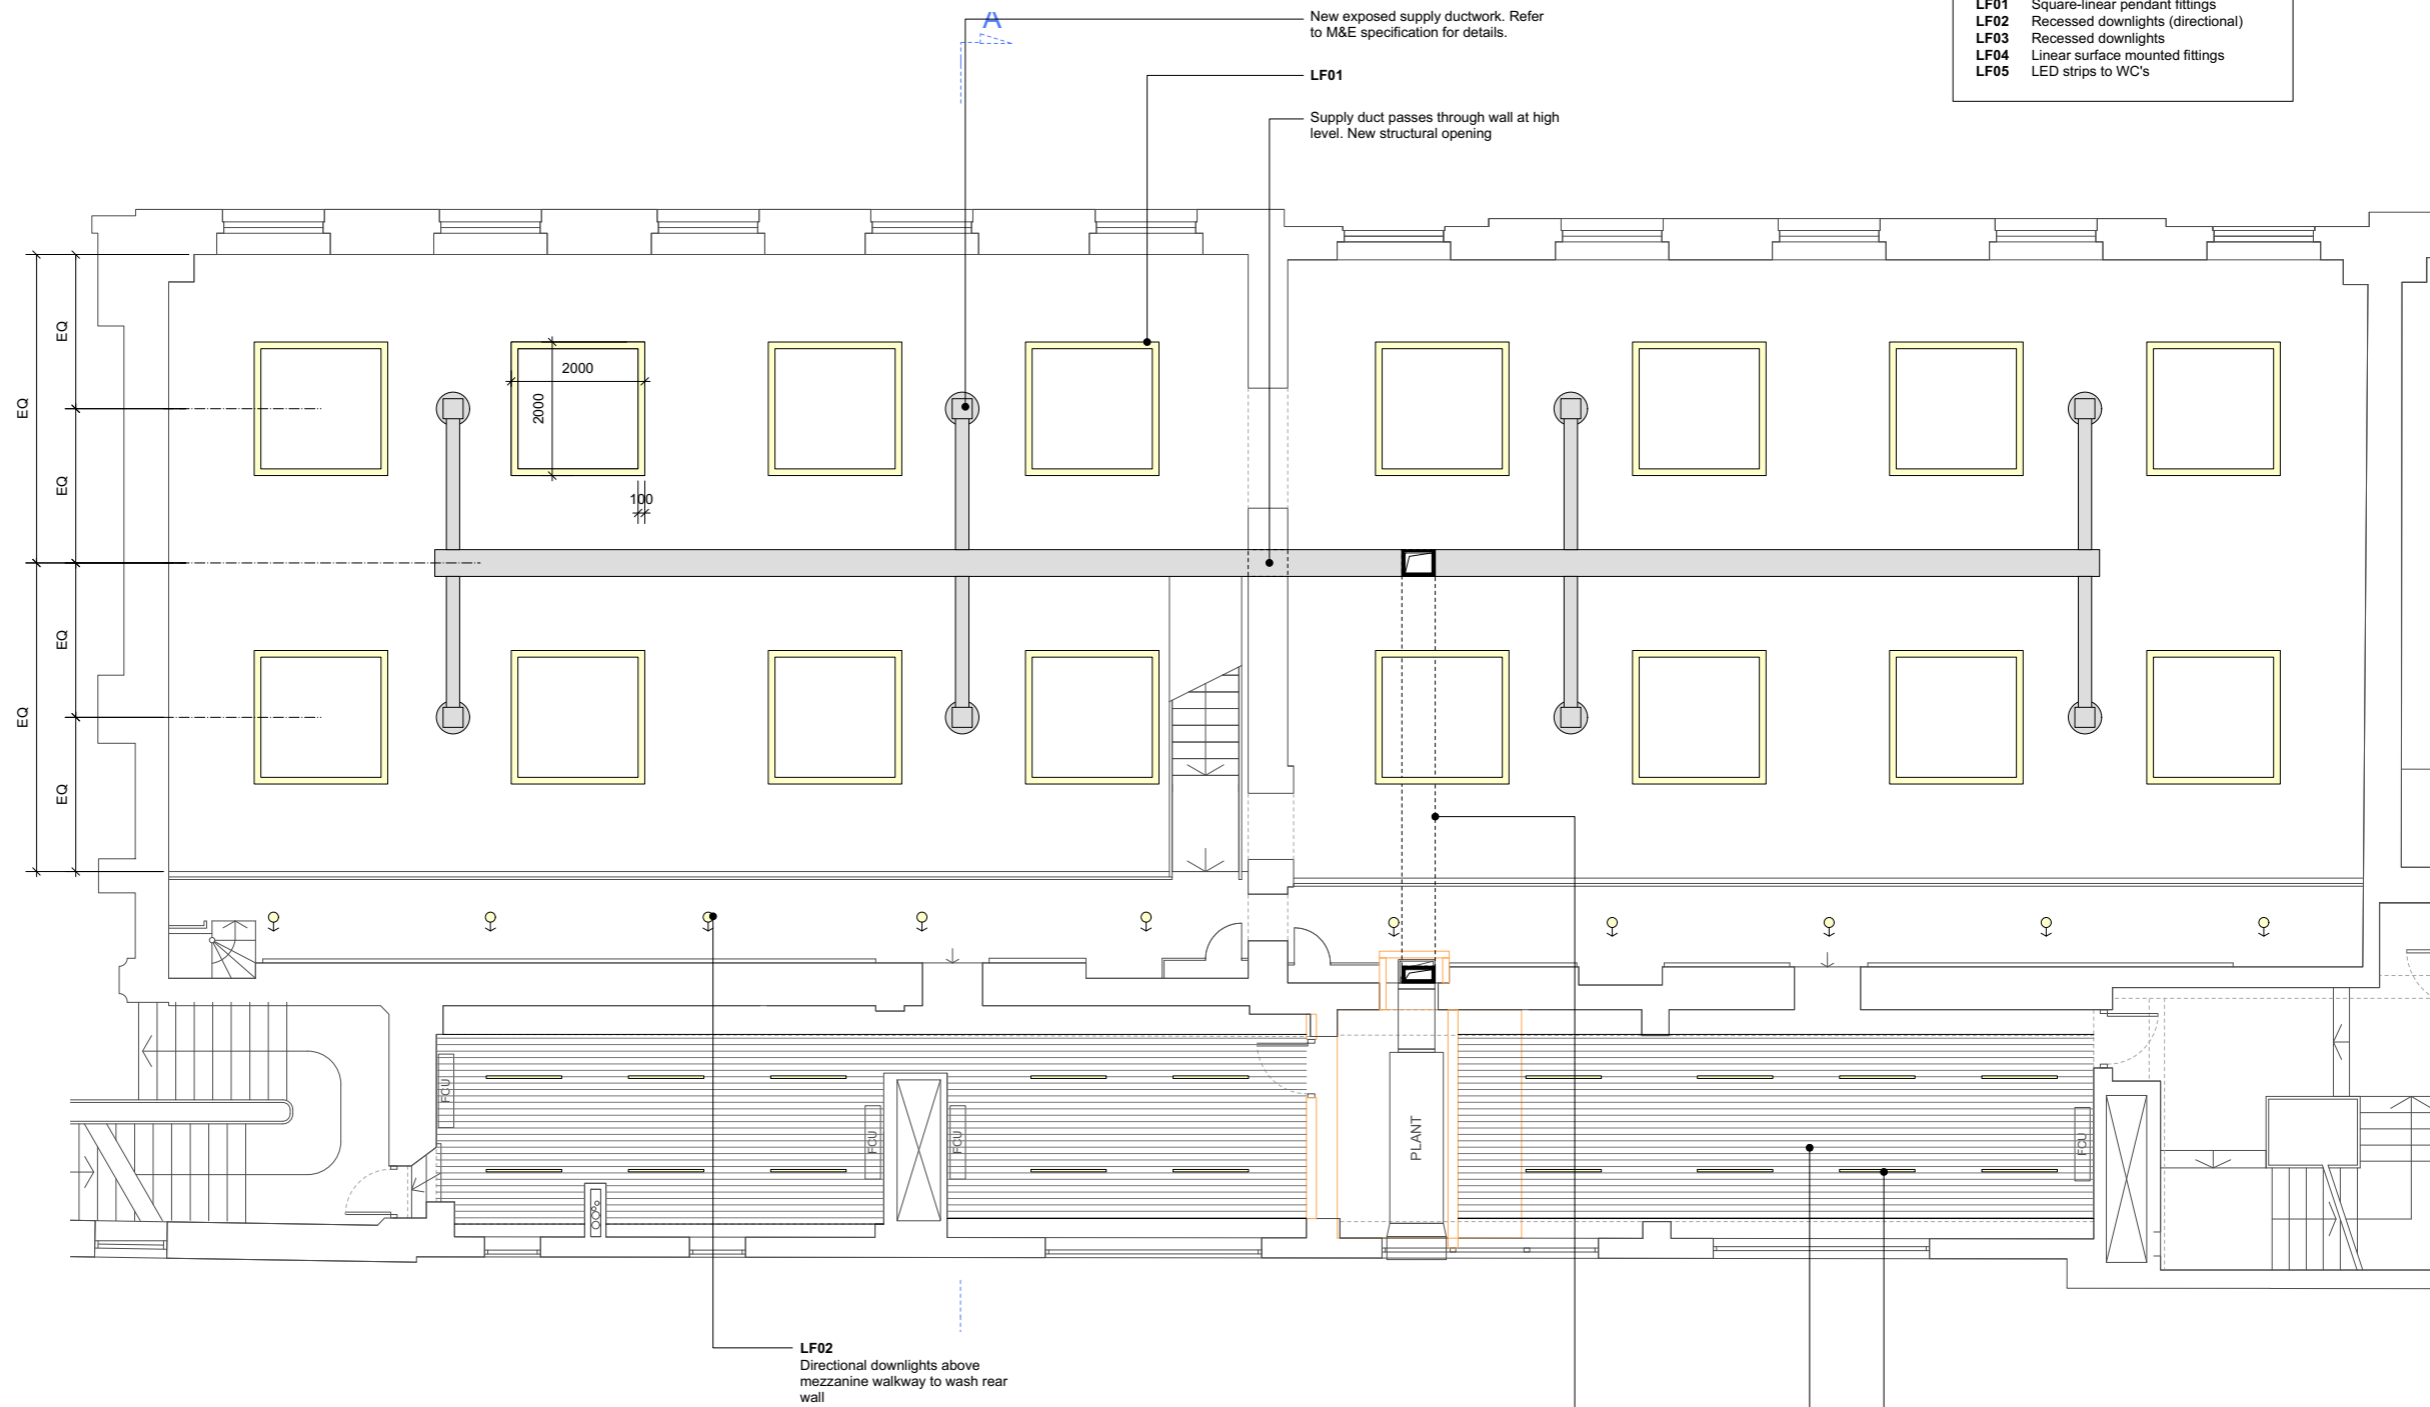 LF01 Square-linear pendant fittings
LF02 Recessed downlights (directional)
LF03 Recessed downlights
LF04 Linear surface mounted fittings
LF05 LED strips to WC's
A
New exposed supply ductwork. Refer
to M&E specification for details.
LF01
Supply duct passes through wall at high
level. New structural opening
EQ
EQ
EQ
EQ
EQ
EQ
2000
2000
100
FCU
FCU
FCU
PLANT
FCU
LF02
Directional downlights above
mezzanine walkway to wash rear
wall